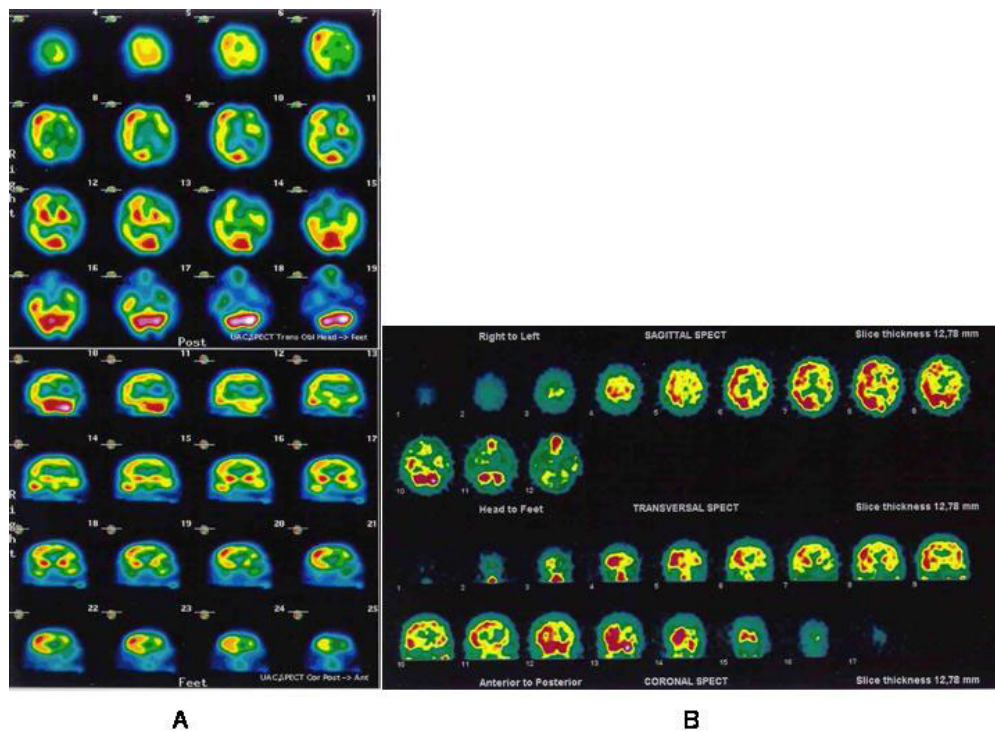 4 5 6 7
8 9 10 11
12 13 14 15
16 17 18 19
Right
UAC,SPECT Trans Obl Head -> Feet
Post
10 11 12 13
14 15 16 17
18 19 20 21
22 23 24 25
Right
UAC,SPECT Cor Post -> Ant
Feet
Right to Left SAGITTAL SPECT Slice thickness 12,78 mm
1 2 3 4 5 6 7 8 9
10 11 12
Head to Feet TRANSVERSAL SPECT Slice thickness 12,78 mm
1 2 3 4 5 6 7 8 9
10 11 12 13 14 15 16 17
Anterior to Posterior CORONAL SPECT Slice thickness 12,78 mm
A B